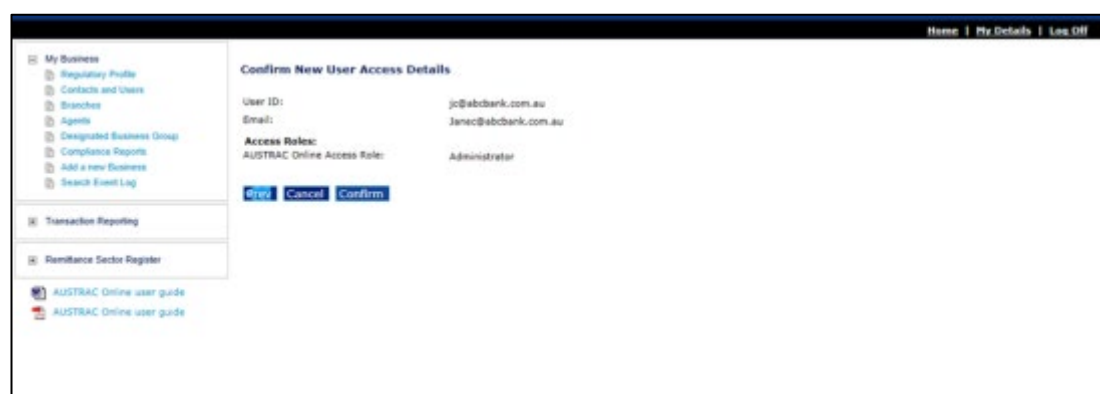 Home | My Details | Log Off
My Business
Regulatory Profile
Contacts and Users
Branches
Agents
Designated Business Group
Compliance Reports
Add a new Business
Search Event Log
Transaction Reporting
Remittance Sector Register
AUSTRAC Online user guide
AUSTRAC Online user guide
Confirm New User Access Details
User ID: jc@abcbank.com.au
Email: Janec@abcbank.com.au
Access Roles:
AUSTRAC Online Access Role: Administrator
Prev Cancel Confirm